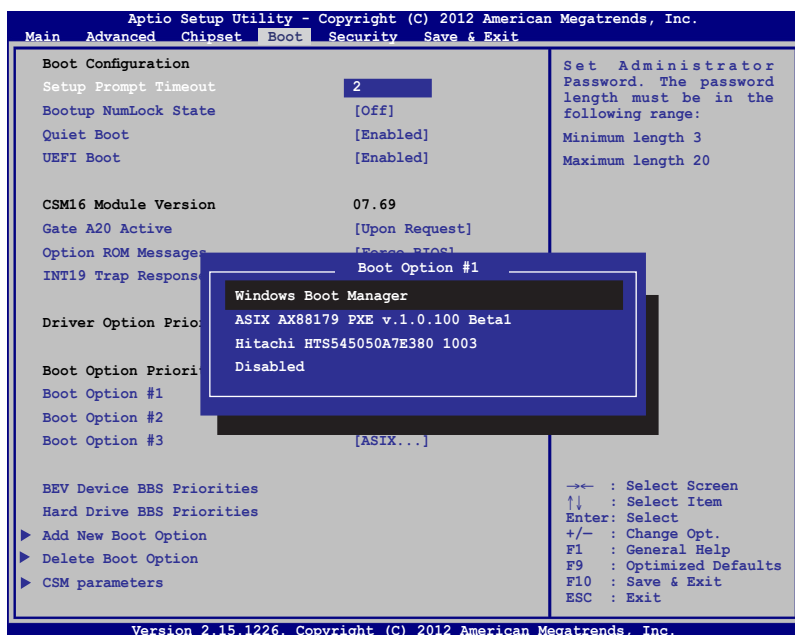 Aptio Setup Utility - Copyright (C) 2012 American Megatrends, Inc.
Main Advanced Chipset Boot Security Save & Exit
Boot Configuration
Setup Prompt Timeout 2
Bootup NumLock State [Off]
Quiet Boot [Enabled]
UEFI Boot [Enabled]
CSM16 Module Version 07.69
Gate A20 Active [Upon Request]
Option ROM Messages [Force BIOS]
INT19 Trap Respons
Boot Option #1
Windows Boot Manager
ASIX AX88179 PXE v.1.0.100 Beta1
Hitachi HTS545050A7E380 1003
Disabled
Driver Option Prio
Boot Option Priori
Boot Option #1
Boot Option #2
Boot Option #3 [ASIX...]
BEV Device BBS Priorities
Hard Drive BBS Priorities
Add New Boot Option
Delete Boot Option
CSM parameters
Set Administrator
Password. The password
length must be in the
following range:
Minimum length 3
Maximum length 20
→← : Select Screen
↑↓ : Select Item
Enter: Select
+/— : Change Opt.
F1 : General Help
F9 : Optimized Defaults
F10 : Save & Exit
ESC : Exit
Version 2.15.1226. Copyright (C) 2012 American Megatrends, Inc.